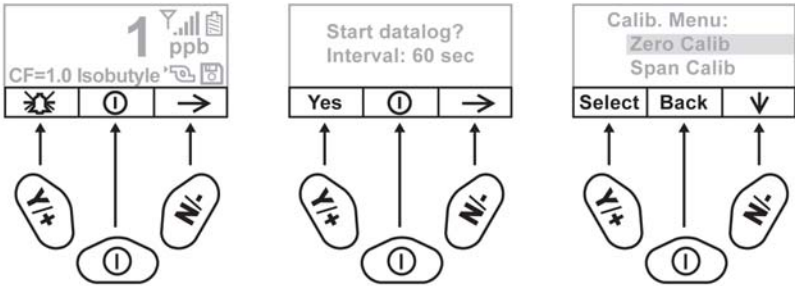 1
ppb
CF=1.0 Isobutyle
Y/+
N/-
Start datalog?
Interval: 60 sec
Yes
Y/+
N/-
Calib. Menu:
Zero Calib
Span Calib
Select Back
Y/+
N/-